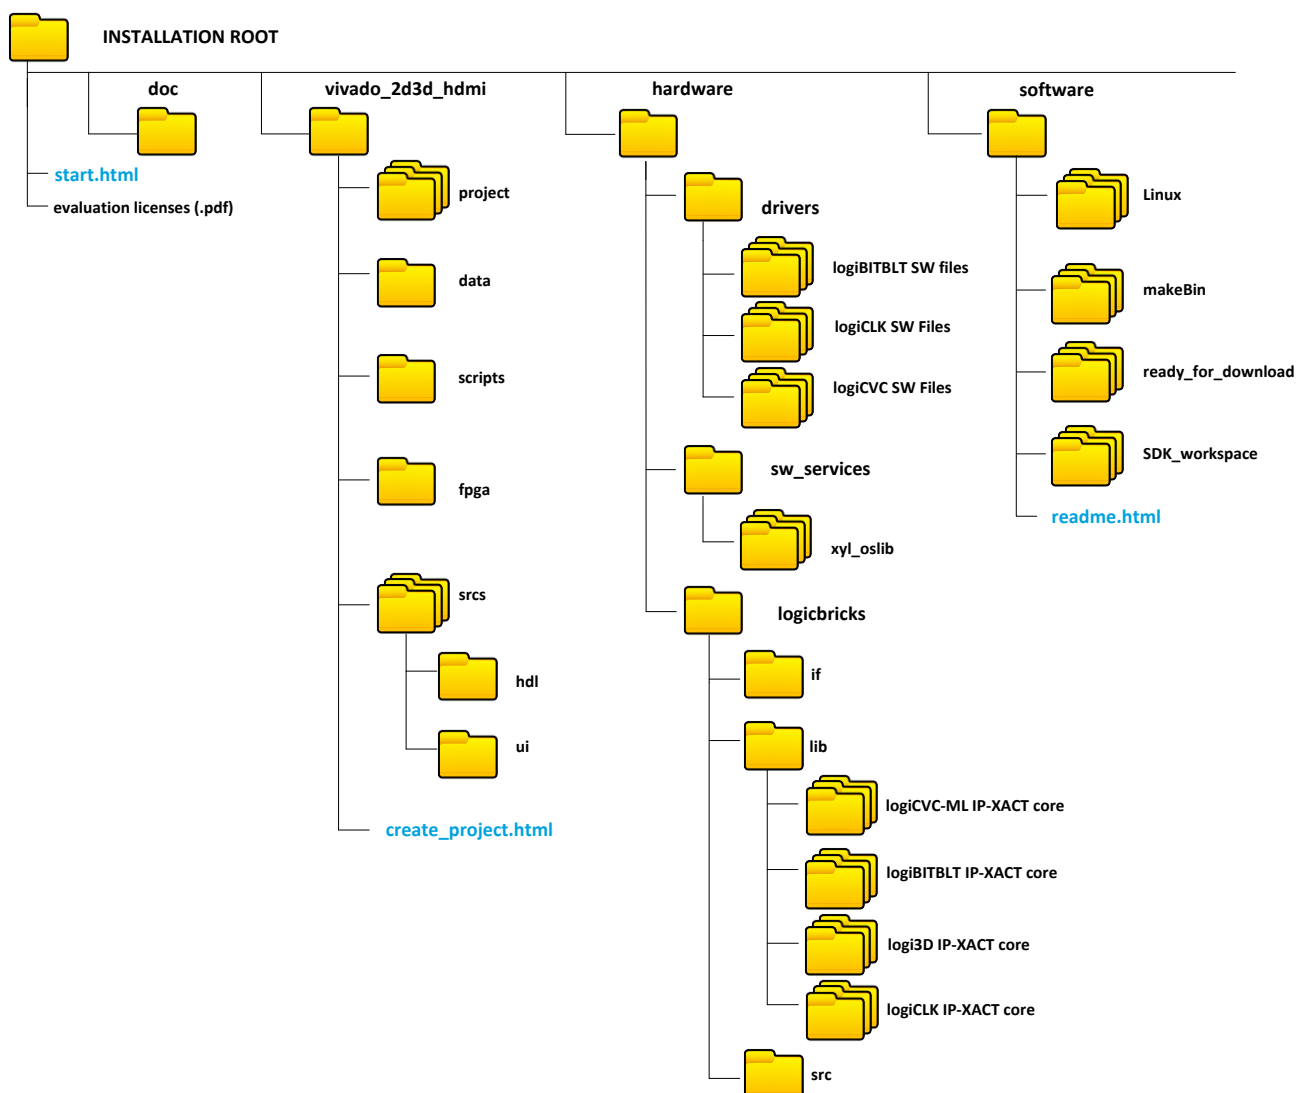 INSTALLATION ROOT
doc
start.html
evaluation licenses (.pdf)
vivado_2d3d_hdmi
project
data
scripts
fpga
srcs
hdl
ui
create_project.html
hardware
drivers
logiBITBLT SW files
logiCLK SW Files
logiCVC SW Files
sw_services
xyl_oslib
logicbricks
if
lib
logiCVC-ML IP-XACT core
logiBITBLT IP-XACT core
logi3D IP-XACT core
logiCLK IP-XACT core
src
software
Linux
makeBin
ready_for_download
SDK_workspace
readme.html